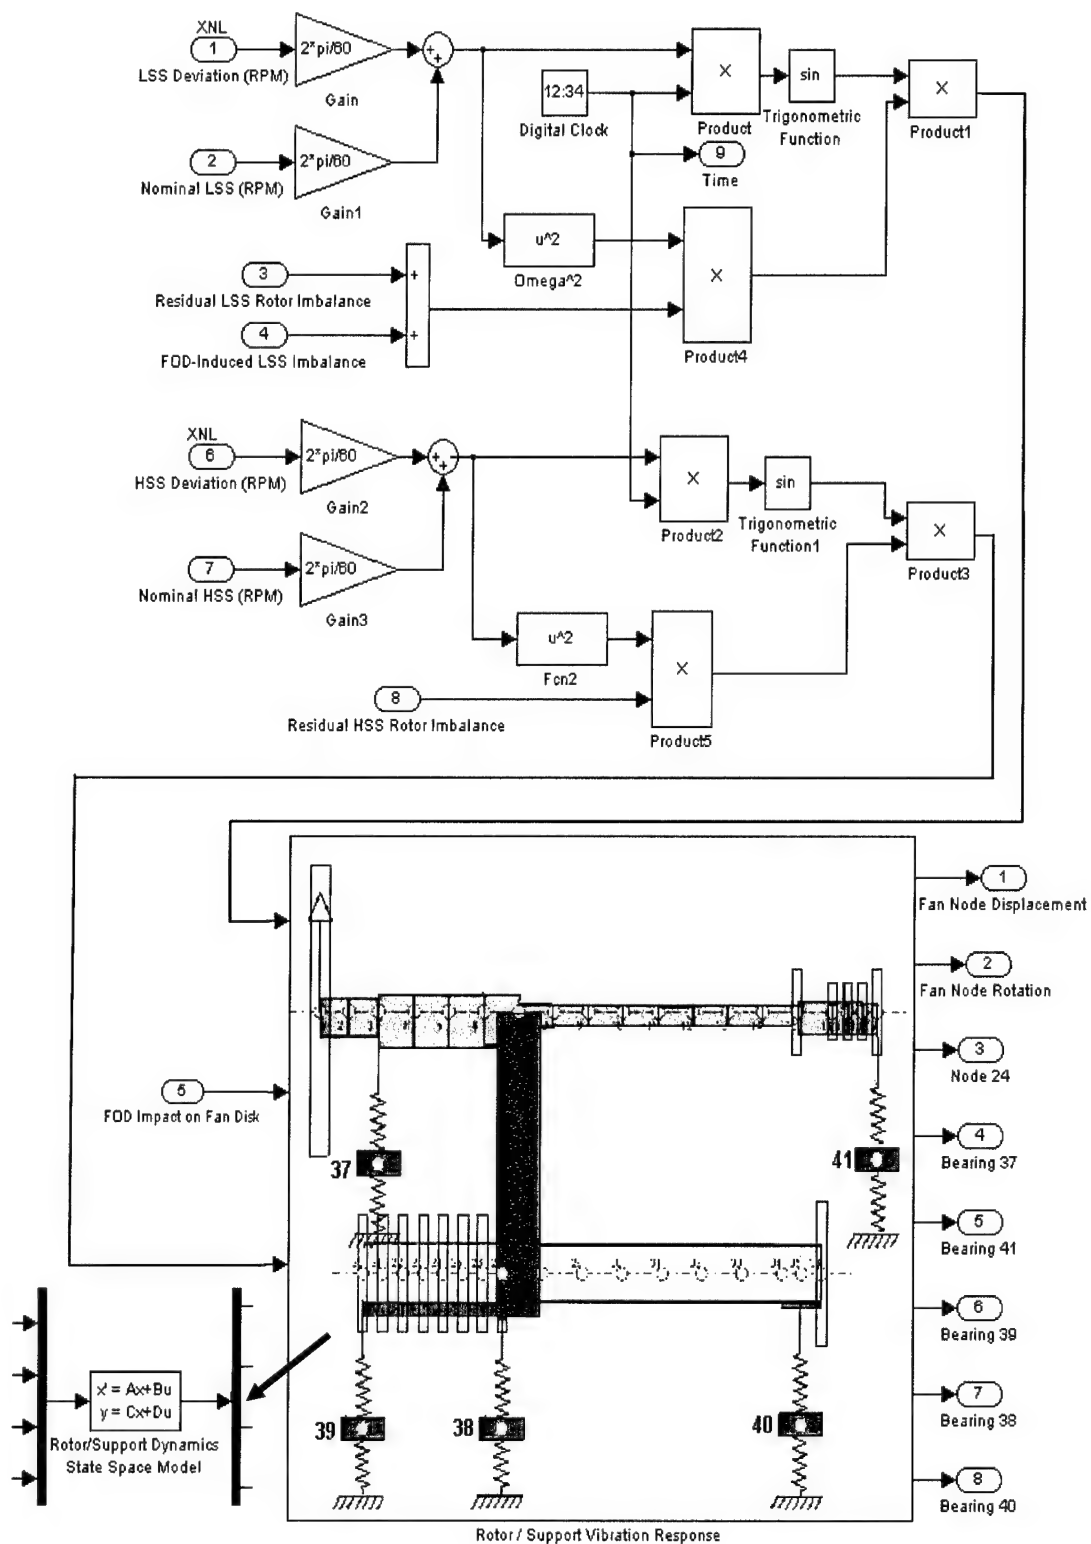 XNL
1
LSS Deviation (RPM)
2*pi/60
Gain
+
+
12:34
Digital Clock
×
Product
sin
Trigonometric
Function
×
Product1
2
Nominal LSS (RPM)
2*pi/60
Gain1
9
Time
u^2
Omega^2
×
Product4
3
Residual LSS Rotor Imbalance
+
4
FOD-Induced LSS Imbalance
+
XNL
6
HSS Deviation (RPM)
2*pi/60
Gain2
+
+
×
Product2
sin
Trigonometric
Function1
×
Product3
7
Nominal HSS (RPM)
2*pi/60
Gain3
u^2
Fcn2
×
Product5
8
Residual HSS Rotor Imbalance
1
Fan Node Displacement
2
Fan Node Rotation
3
Node 24
5
FOD Impact on Fan Disk
4
Bearing 37
37
41
5
Bearing 41
6
Bearing 39
x' = Ax+Bu
y = Cx+Du
Rotor/Support Dynamics
State Space Model
39
38
40
7
Bearing 38
8
Bearing 40
Rotor / Support Vibration Response